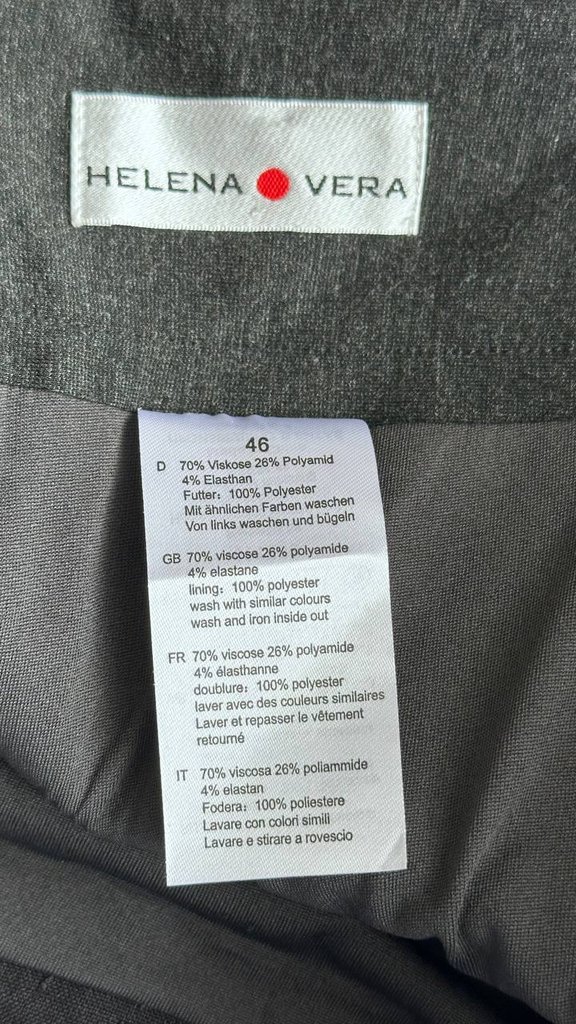 HELENA VERA
46
D 70% Viskose 26% Polyamid
4% Elasthan
Futter: 100% Polyester
Mit ähnlichen Farben waschen
Von links waschen und bügeln
GB 70% viscose 26% polyamide
4% elastane
lining: 100% polyester
wash with similar colours
wash and iron inside out
FR 70% viscose 26% polyamide
4% élasthanne
doublure: 100% polyester
laver avec des couleurs similaires
Laver et repasser le vêtement
retourné
IT 70% viscosa 26% poliammide
4% elastan
Fodera: 100% poliestere
Lavare con colori simili
Lavare e stirare a rovescio